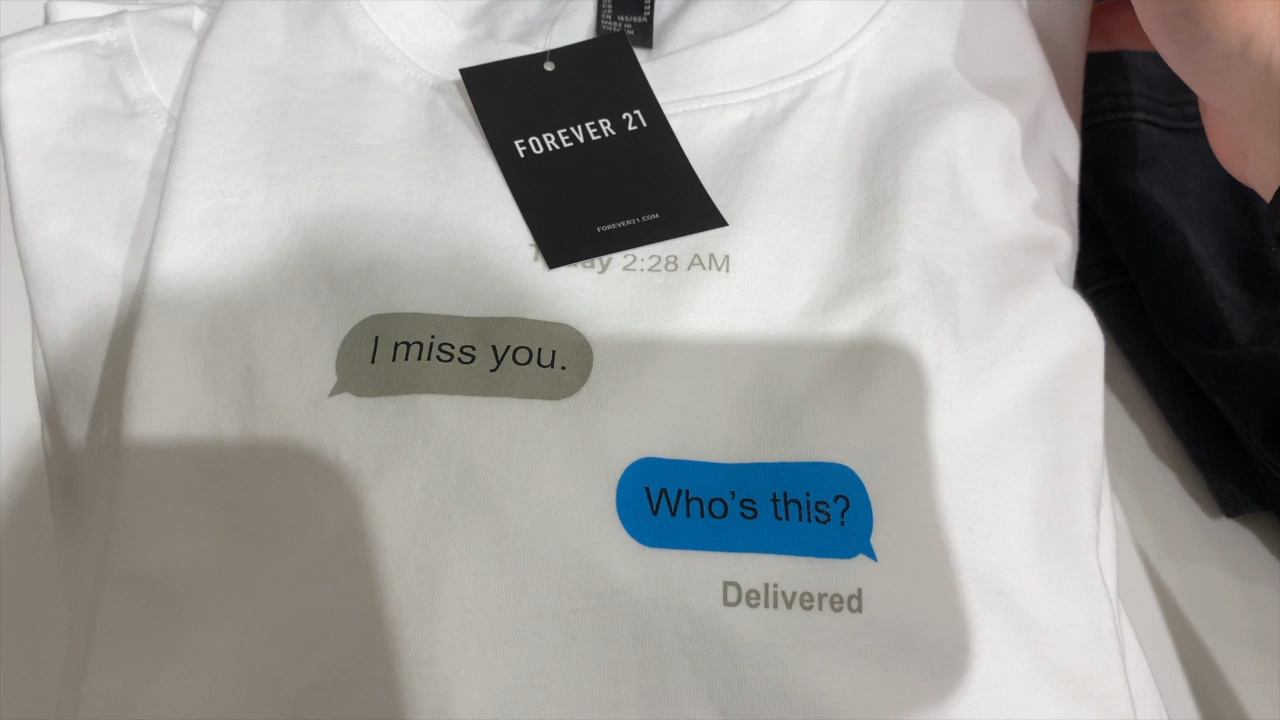 FOREVER 21
FOREVER21.COM
2:28 AM
I miss you.
Who's this?
Delivered